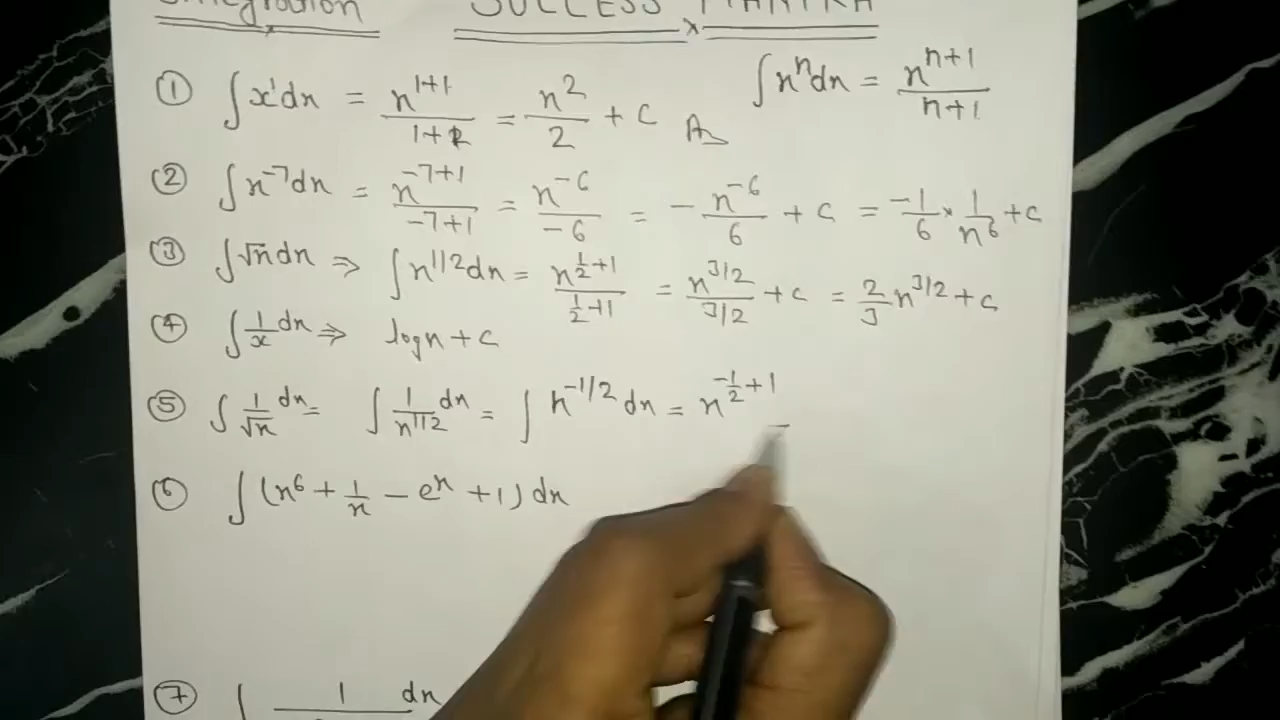 Integration SUCCESS MANTRA
∫xⁿdx = x^(n+1)/(n+1)
① ∫x¹dx = x^(1+1)/(1+1) = x²/2 + C Ans
② ∫x⁻⁷dx = x^(-7+1)/(-7+1) = x⁻⁶/-6 = -x⁻⁶/6 + C = -1/6 × 1/x⁶ + C
③ ∫√x dx ⇒ ∫x^(1/2) dx = x^(1/2+1)/(1/2+1) = x^(3/2)/(3/2) + C = 2/3 x^(3/2) + C
④ ∫1/x dx ⇒ logx + C
⑤ ∫1/√x dx = ∫1/x^(1/2) dx = ∫x^(-1/2) dx = x^(-1/2+1)
⑥ ∫(x⁶ + 1/x - eˣ + 1) dx
⑦ ∫ 1 dx